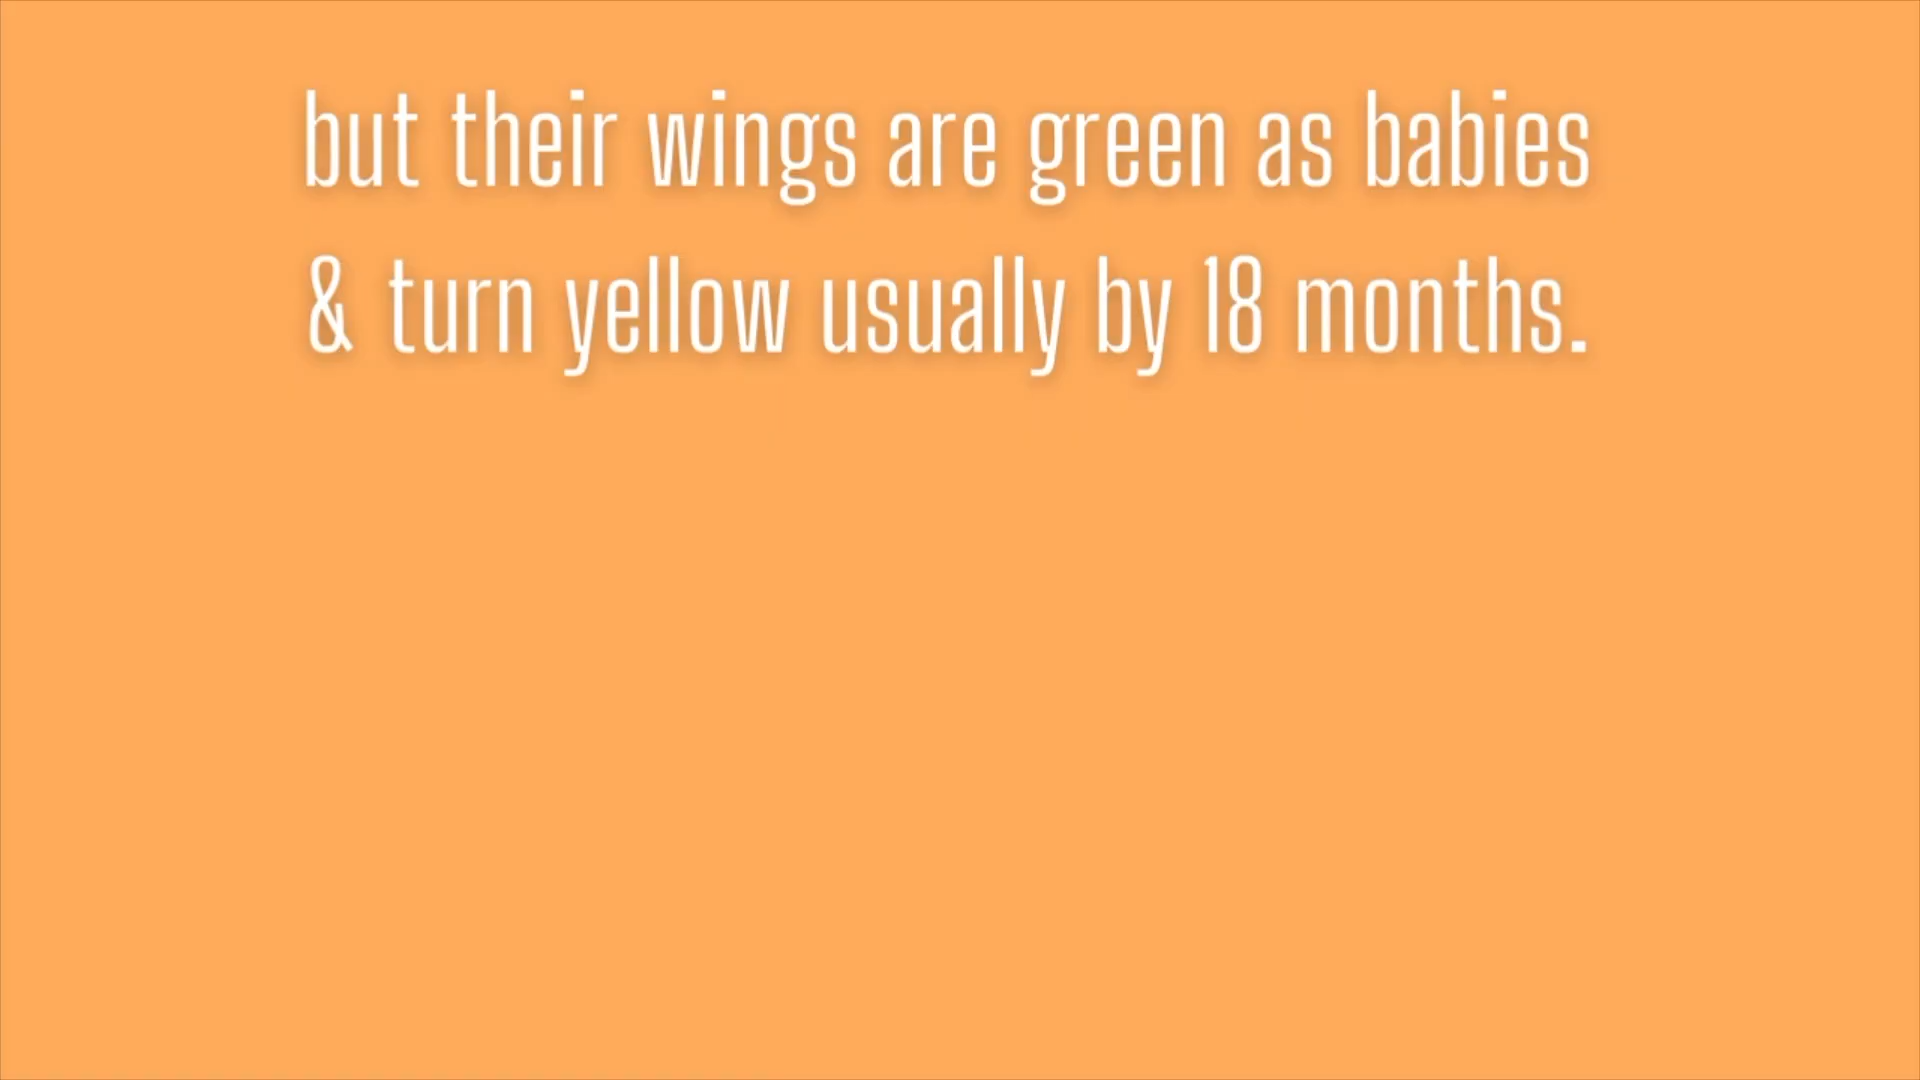 but their wings are green as babies
& turn yellow usually by 18 months.